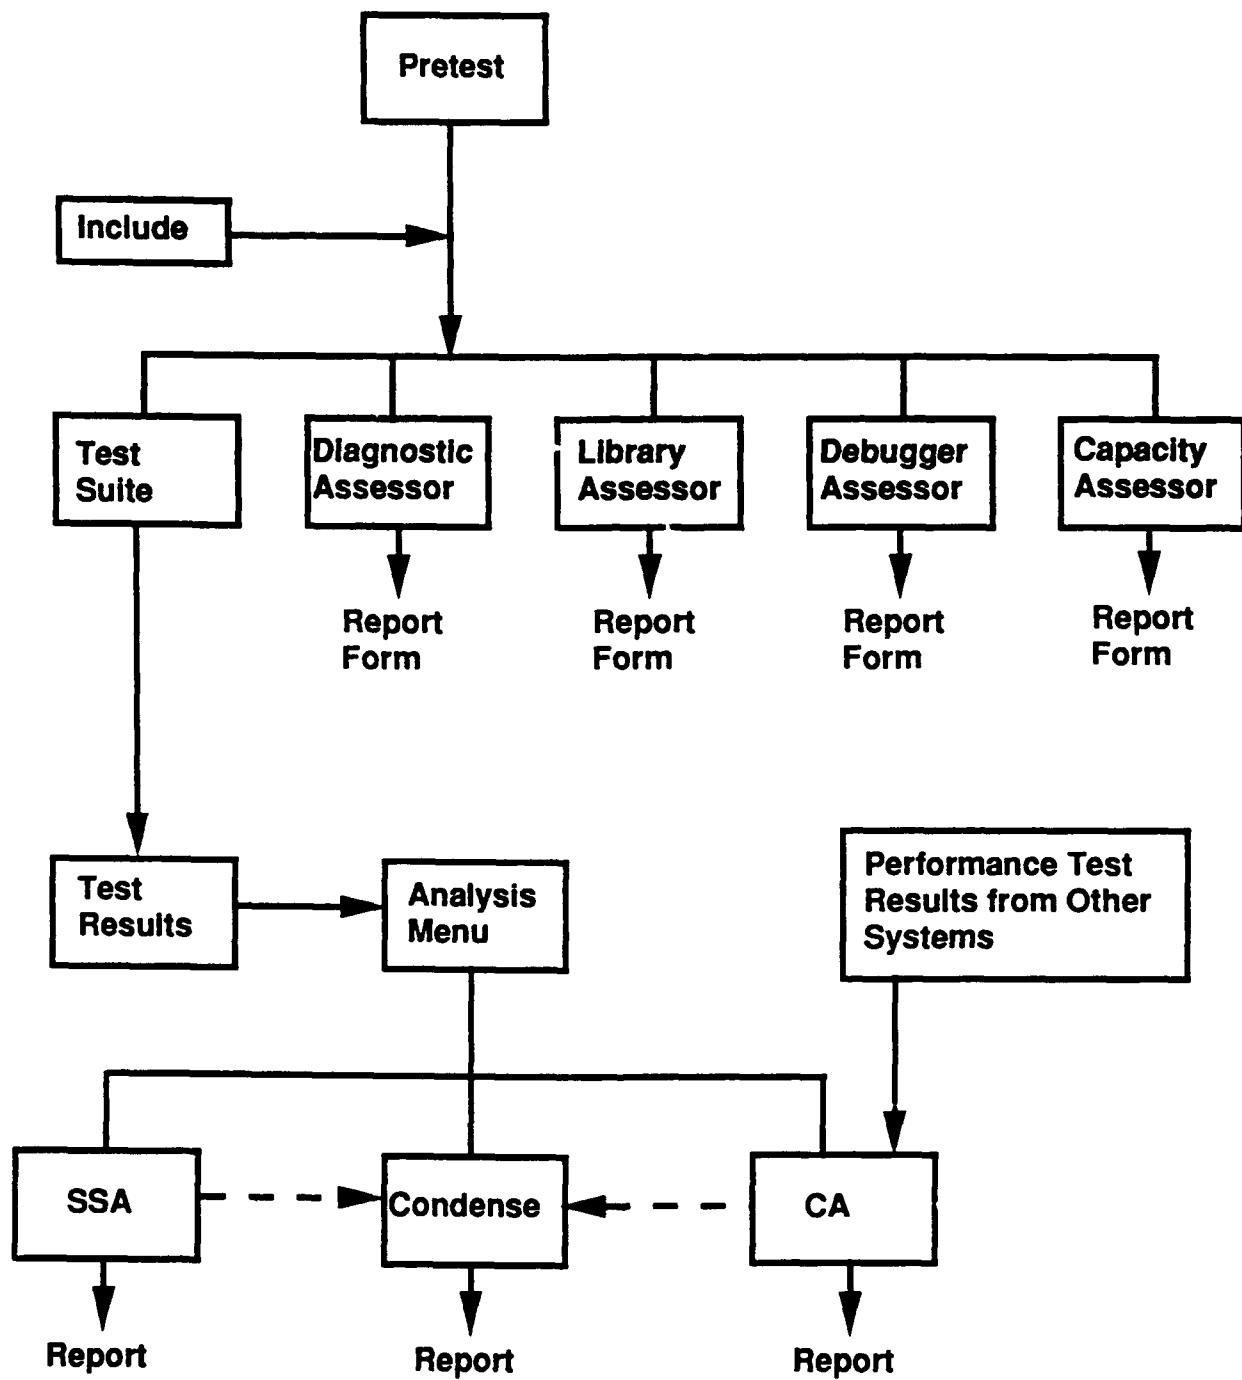 Pretest
Include
Test
Suite
Diagnostic
Assessor
Library
Assessor
Debugger
Assessor
Capacity
Assessor
Report
Form
Report
Form
Report
Form
Report
Form
Test
Results
Analysis
Menu
Performance Test
Results from Other
Systems
SSA
Condense
CA
Report
Report
Report